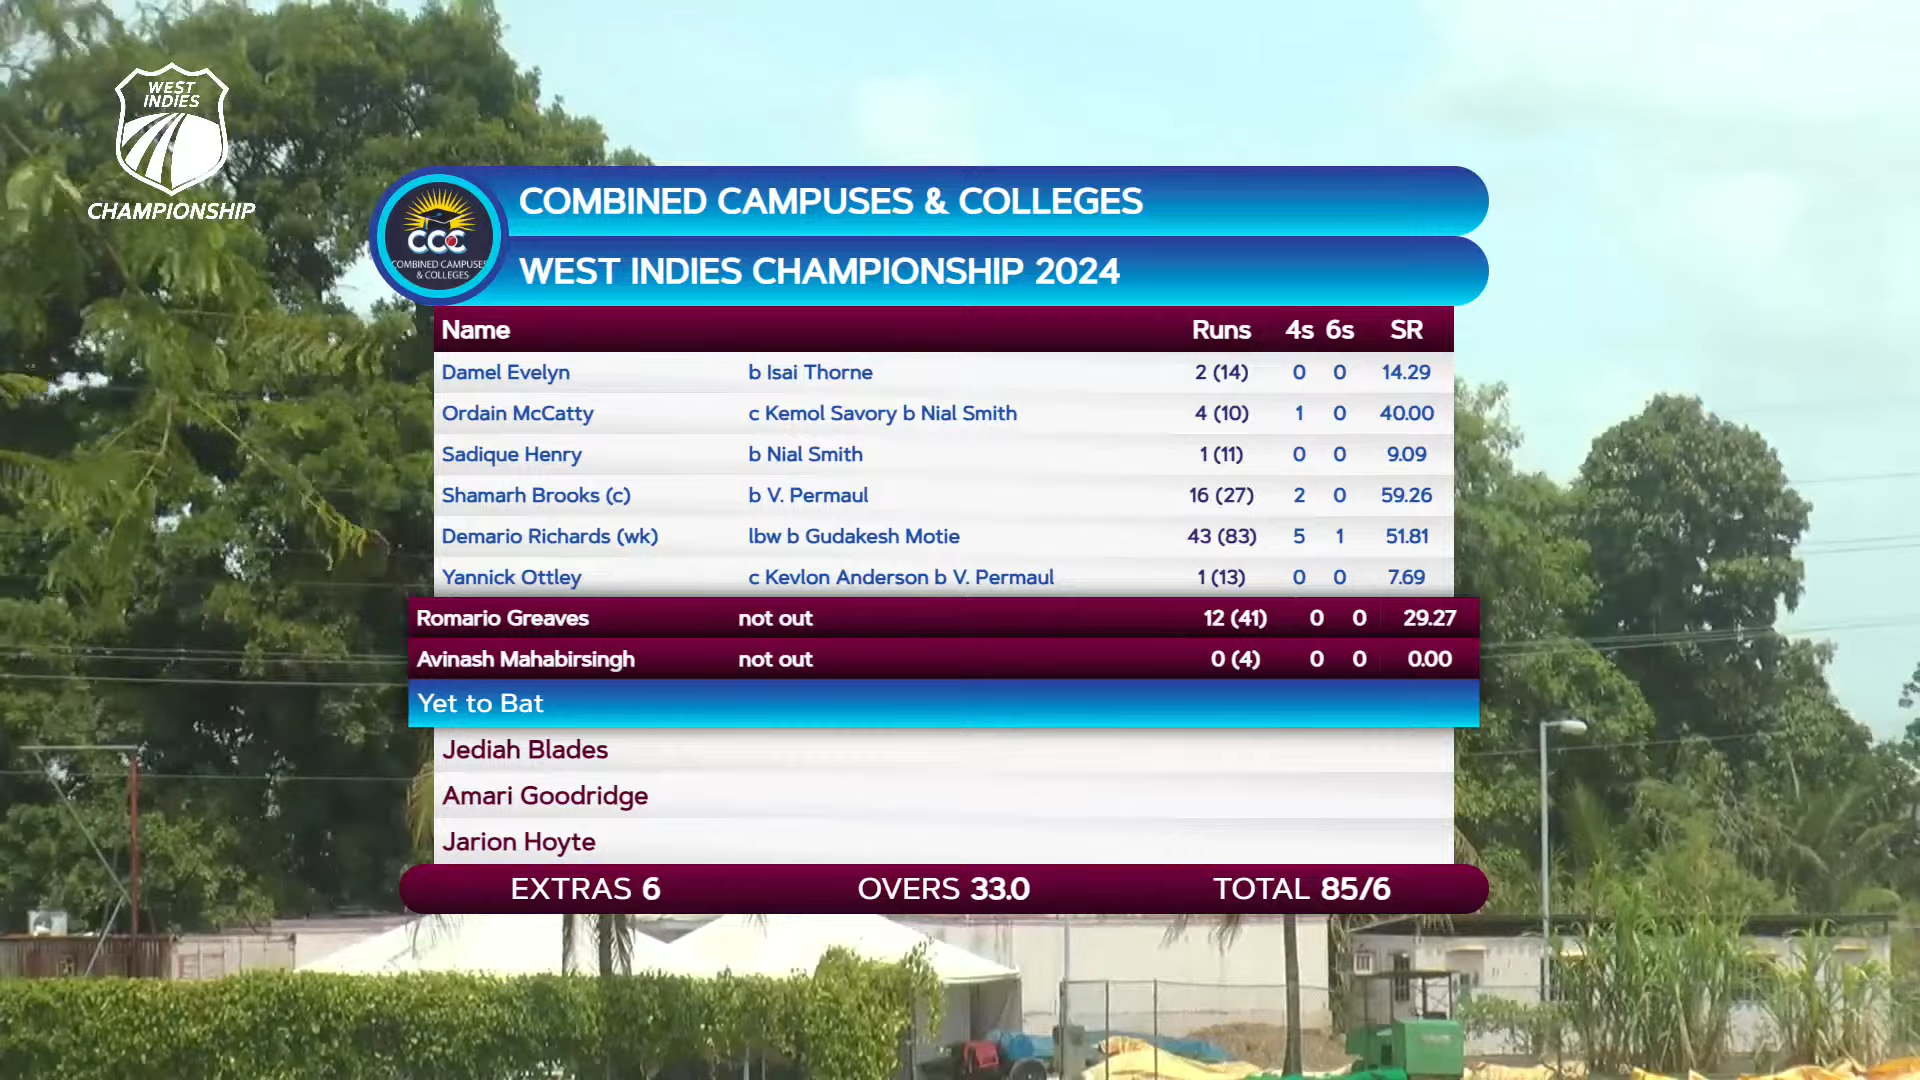 WEST
INDIES
CHAMPIONSHIP
CCC
COMBINED CAMPUSES
& COLLEGES
COMBINED CAMPUSES & COLLEGES
WEST INDIES CHAMPIONSHIP 2024
Name Runs 4s 6s SR
Damel Evelyn b Isai Thorne 2 (14) 0 0 14.29
Ordain McCatty c Kemol Savory b Nial Smith 4 (10) 1 0 40.00
Sadique Henry b Nial Smith 1 (11) 0 0 9.09
Shamarh Brooks (c) b V. Permaul 16 (27) 2 0 59.26
Demario Richards (wk) lbw b Gudakesh Motie 43 (83) 5 1 51.81
Yannick Ottley c Kevlon Anderson b V. Permaul 1 (13) 0 0 7.69
Romario Greaves not out 12 (41) 0 0 29.27
Avinash Mahabirsingh not out 0 (4) 0 0 0.00
Yet to Bat
Jediah Blades
Amari Goodridge
Jarion Hoyte
EXTRAS 6 OVERS 33.0 TOTAL 85/6